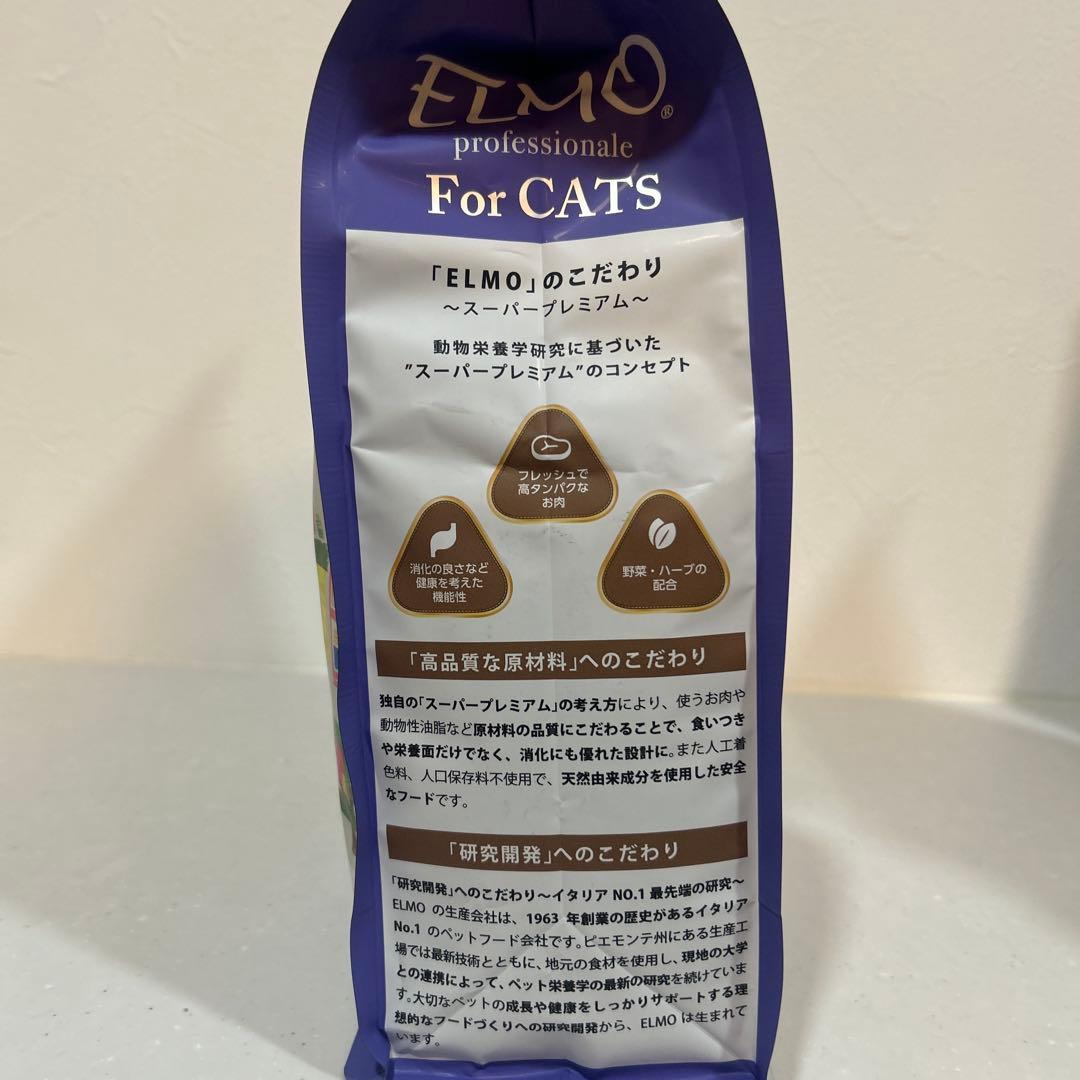 ELMO®
professionale
For CATS
「ELMO」のこだわり
～スーパープレミアム～
動物栄養学研究に基づいた
”スーパープレミアム”のコンセプト
フレッシュで
高タンパクな
お肉
消化の良さなど
健康を考えた
機能性
野菜・ハーブの
配合
「高品質な原材料」へのこだわり
独自の「スーパープレミアム」の考え方により、使うお肉や
動物性油脂など原材料の品質にこだわることで、食いつき
や栄養面だけでなく、消化にも優れた設計に。また人工着
色料、人口保存料不使用で、天然由来成分を使用した安全
なフードです。
「研究開発」へのこだわり
「研究開発」へのこだわり～イタリア NO.1 最先端の研究～
ELMO の生産会社は、1963 年創業の歴史があるイタリア
No.1 のペットフード会社です。ピエモンテ州にある生産工
場では最新技術とともに、地元の食材を使用し、現地の大学
との連携によって、ペット栄養学の最新の研究を続けていま
す。大切なペットの成長や健康をしっかりサポートする理
想的なフードづくりへの研究開発から、ELMO は生まれて
います。